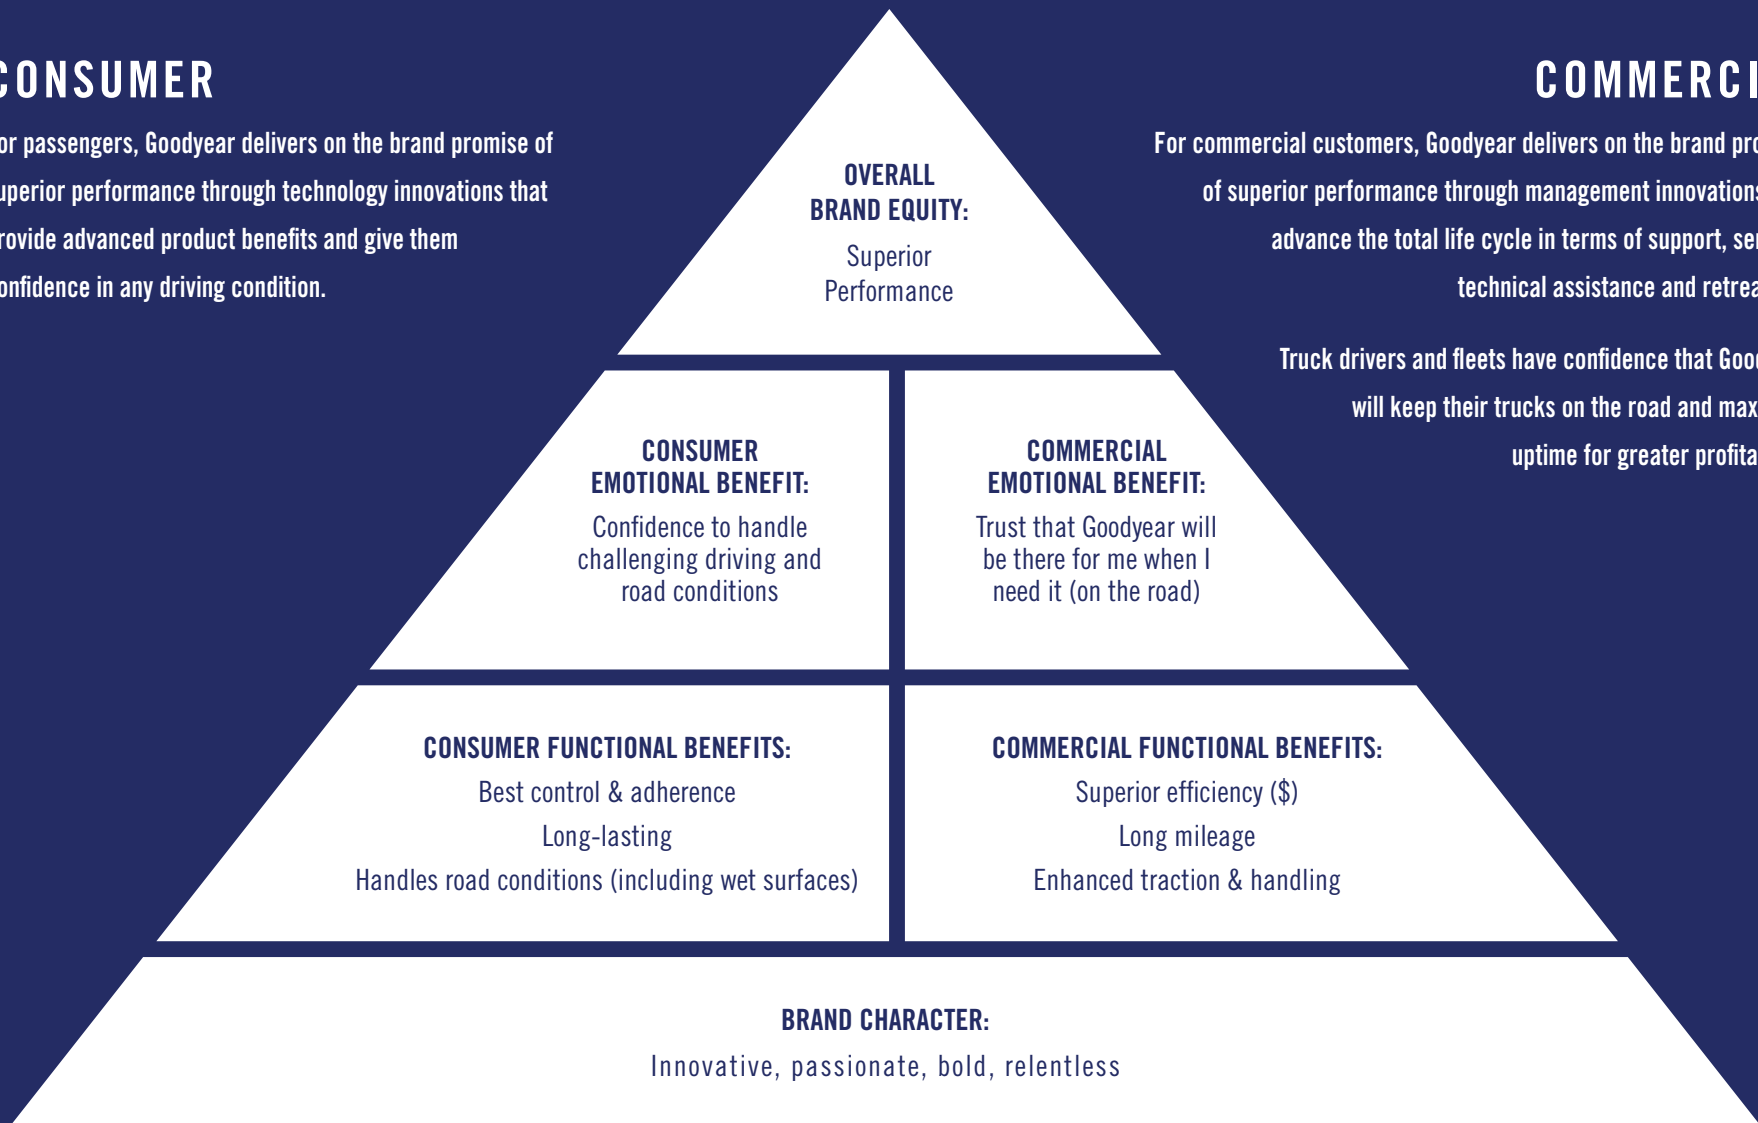 CONSUMER
or passengers, Goodyear delivers on the brand promise of
uperior performance through technology innovations that
rovide advanced product benefits and give them
onfidence in any driving condition.
COMMERCI
For commercial customers, Goodyear delivers on the brand pro
of superior performance through management innovations
advance the total life cycle in terms of support, ser
technical assistance and retrea
Truck drivers and fleets have confidence that Good
will keep their trucks on the road and max
uptime for greater profita
OVERALL
BRAND EQUITY:
Superior
Performance
CONSUMER
EMOTIONAL BENEFIT:
Confidence to handle
challenging driving and
road conditions
COMMERCIAL
EMOTIONAL BENEFIT:
Trust that Goodyear will
be there for me when I
need it (on the road)
CONSUMER FUNCTIONAL BENEFITS:
Best control & adherence
Long-lasting
Handles road conditions (including wet surfaces)
COMMERCIAL FUNCTIONAL BENEFITS:
Superior efficiency ($)
Long mileage
Enhanced traction & handling
BRAND CHARACTER:
Innovative, passionate, bold, relentless